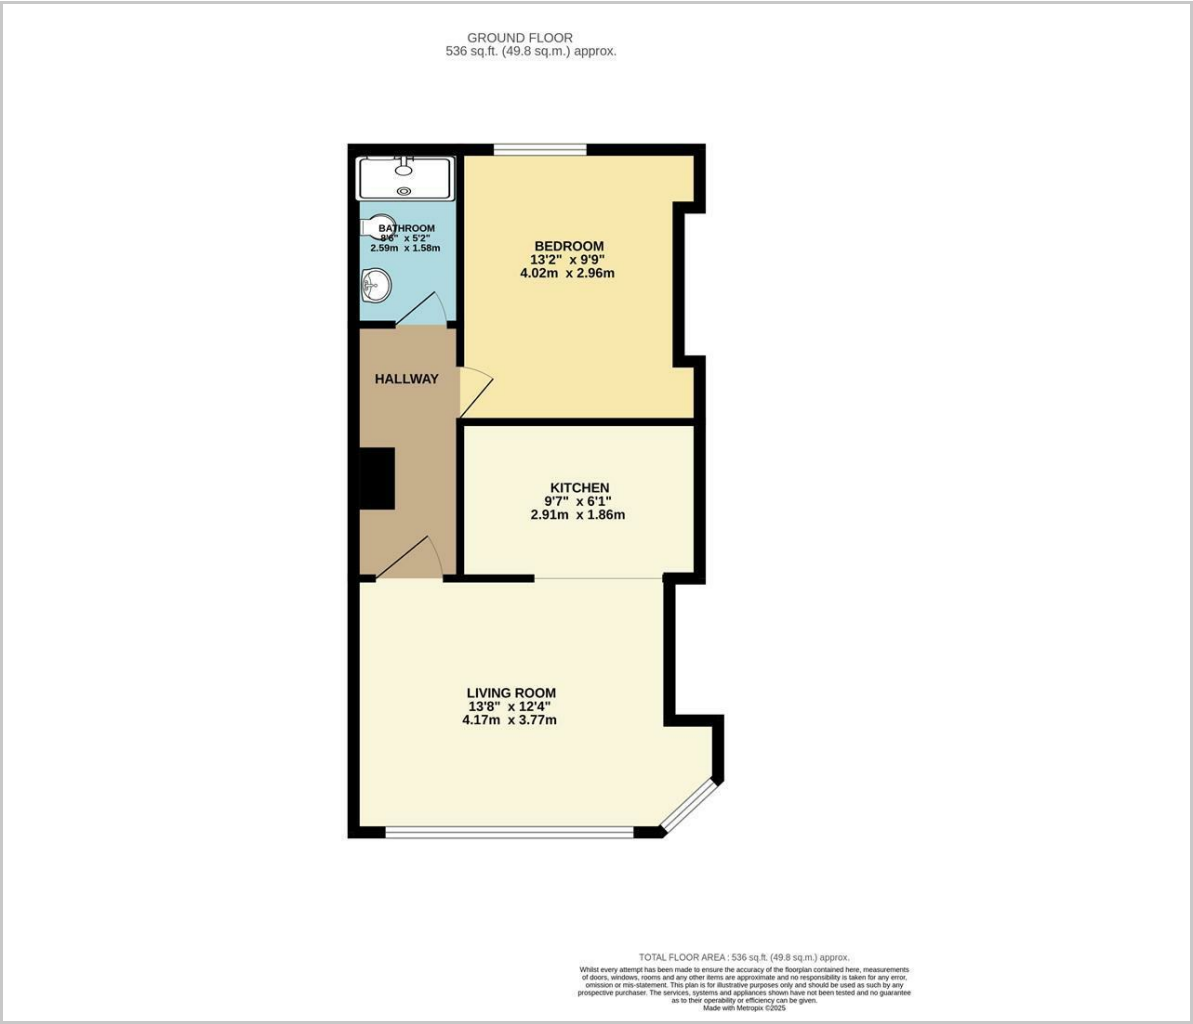 GROUND FLOOR
536 sq.ft. (49.8 sq.m.) approx.
BATHROOM
8'6" x 5'2"
2.59m x 1.58m
BEDROOM
13'2" x 9'9"
4.02m x 2.96m
HALLWAY
KITCHEN
9'7" x 6'1"
2.91m x 1.86m
LIVING ROOM
13'8" x 12'4"
4.17m x 3.77m
TOTAL FLOOR AREA : 536 sq.ft. (49.8 sq.m.) approx.
Whilst every attempt has been made to ensure the accuracy of the floorplan contained here, measurements
of doors, windows, rooms and any other items are approximate and no responsibility is taken for any error,
omission or mis-statement. This plan is for illustrative purposes only and should be used as such by any
prospective purchaser. The services, systems and appliances shown have not been tested and no guarantee
as to their operability or efficiency can be given.
Made with Metropix ©2025